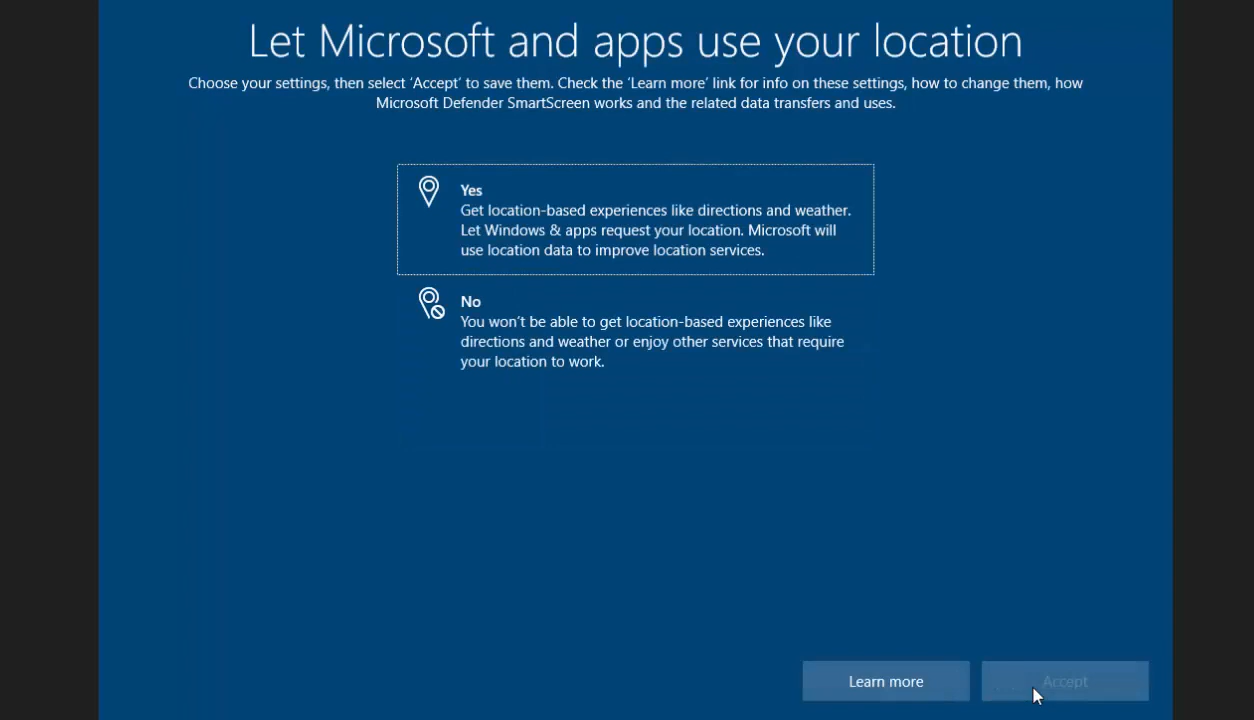 Let Microsoft and apps use your location
Choose your settings, then select ‘Accept’ to save them. Check the ‘Learn more’ link for info on these settings, how to change them, how
Microsoft Defender SmartScreen works and the related data transfers and uses.
Yes
Get location-based experiences like directions and weather.
Let Windows & apps request your location. Microsoft will
use location data to improve location services.
No
You won’t be able to get location-based experiences like
directions and weather or enjoy other services that require
your location to work.
Learn more
Accept